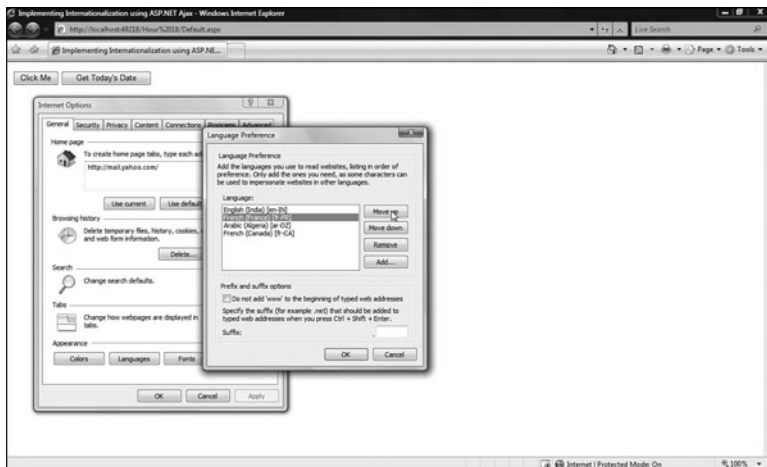 Implementing Internationalization using ASP.NET Ajax - Windows Internet Explorer
http://localhost:49218/Hour%2018/Default.aspx
Live Search
Implementing Internationalization using ASP.NE...
Page
Tools
Click Me
Get Today's Date
Internet Options
General Security Privacy Content Connections Programs Advanced
Home page
To create home page tabs, type each ad
http://mail.yahoo.com/
Use current
Use default
Browsing history
Delete temporary files, history, cookies,
and web form information.
Delete...
Search
Change search defaults.
Tabs
Change how webpages are displayed in
tabs.
Appearance
Colors
Languages
Fonts
OK
Cancel
Apply
Language Preference
Language Preference
Add the languages you use to read websites, listing in order of
preference. Only add the ones you need, as some characters can
be used to impersonate websites in other languages.
Language:
English (India) [en-IN]
French (France) [fr-FR]
Arabic (Algeria) [ar-DZ]
French (Canada) [fr-CA]
Move up
Move down
Remove
Add...
Prefix and suffix options
Do not add 'www' to the beginning of typed web addresses
Specify the suffix (for example .net) that should be added to
typed web addresses when you press Ctrl + Shift + Enter.
Suffix:
.
OK
Cancel
Internet | Protected Mode: On
100%